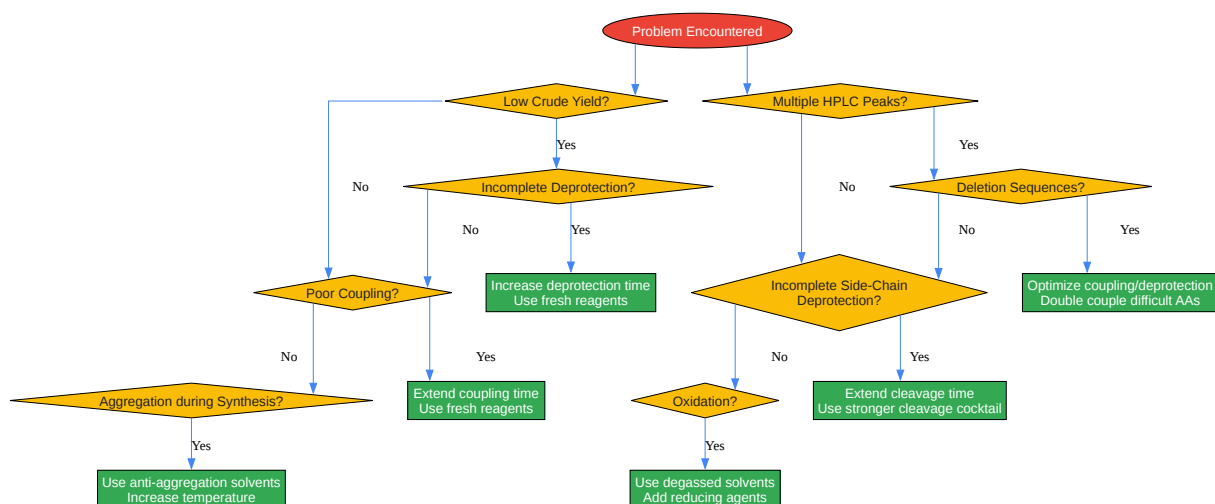 Problem Encountered
Low Crude Yield?
Multiple HPLC Peaks?
Yes
Yes
No
Incomplete Deprotection?
No
Deletion Sequences?
No
Yes
No
Yes
Poor Coupling?
Increase deprotection time
Use fresh reagents
Incomplete Side-Chain
Deprotection?
Optimize coupling/deprotection
Double couple difficult AAs
No
Yes
No
Yes
Aggregation during Synthesis?
Extend coupling time
Use fresh reagents
Oxidation?
Extend cleavage time
Use stronger cleavage cocktail
Yes
Yes
Use anti-aggregation solvents
Increase temperature
Use degassed solvents
Add reducing agents